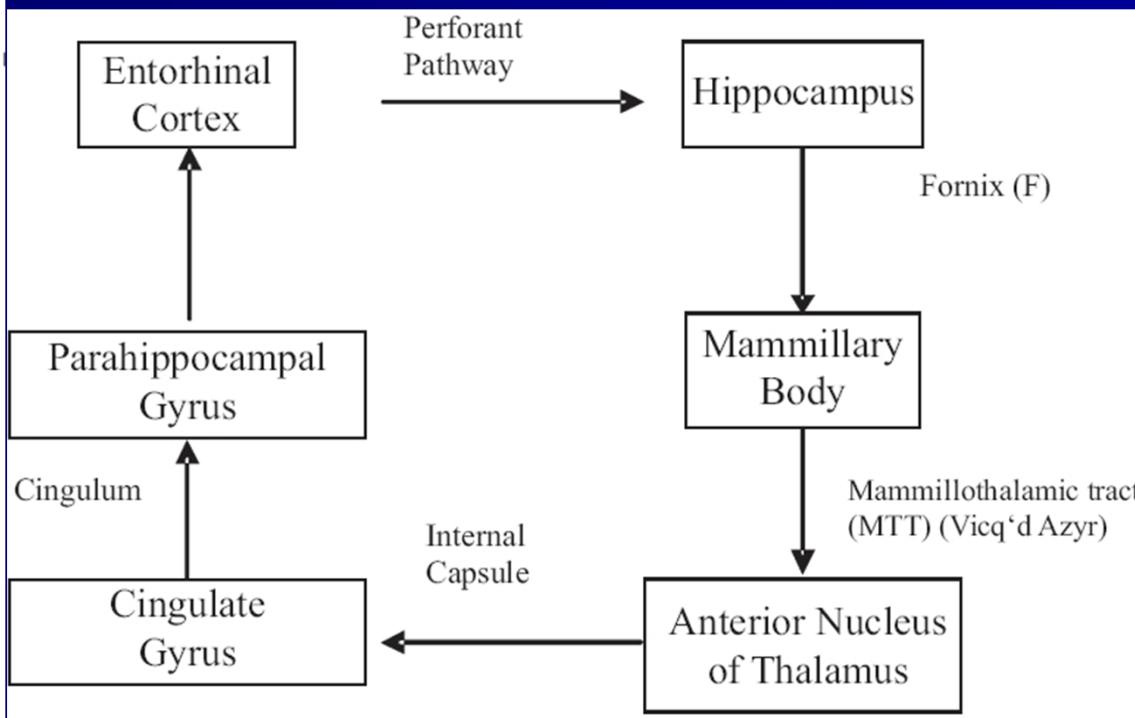 Entorhinal
Cortex
Perforant
Pathway
Hippocampus
Fornix (F)
Parahippocampal
Gyrus
Mammillary
Body
Cingulum
Mammillothalamic tract
(MTT) (Vicq‘d Azyr)
Internal
Capsule
Cingulate
Gyrus
Anterior Nucleus
of Thalamus